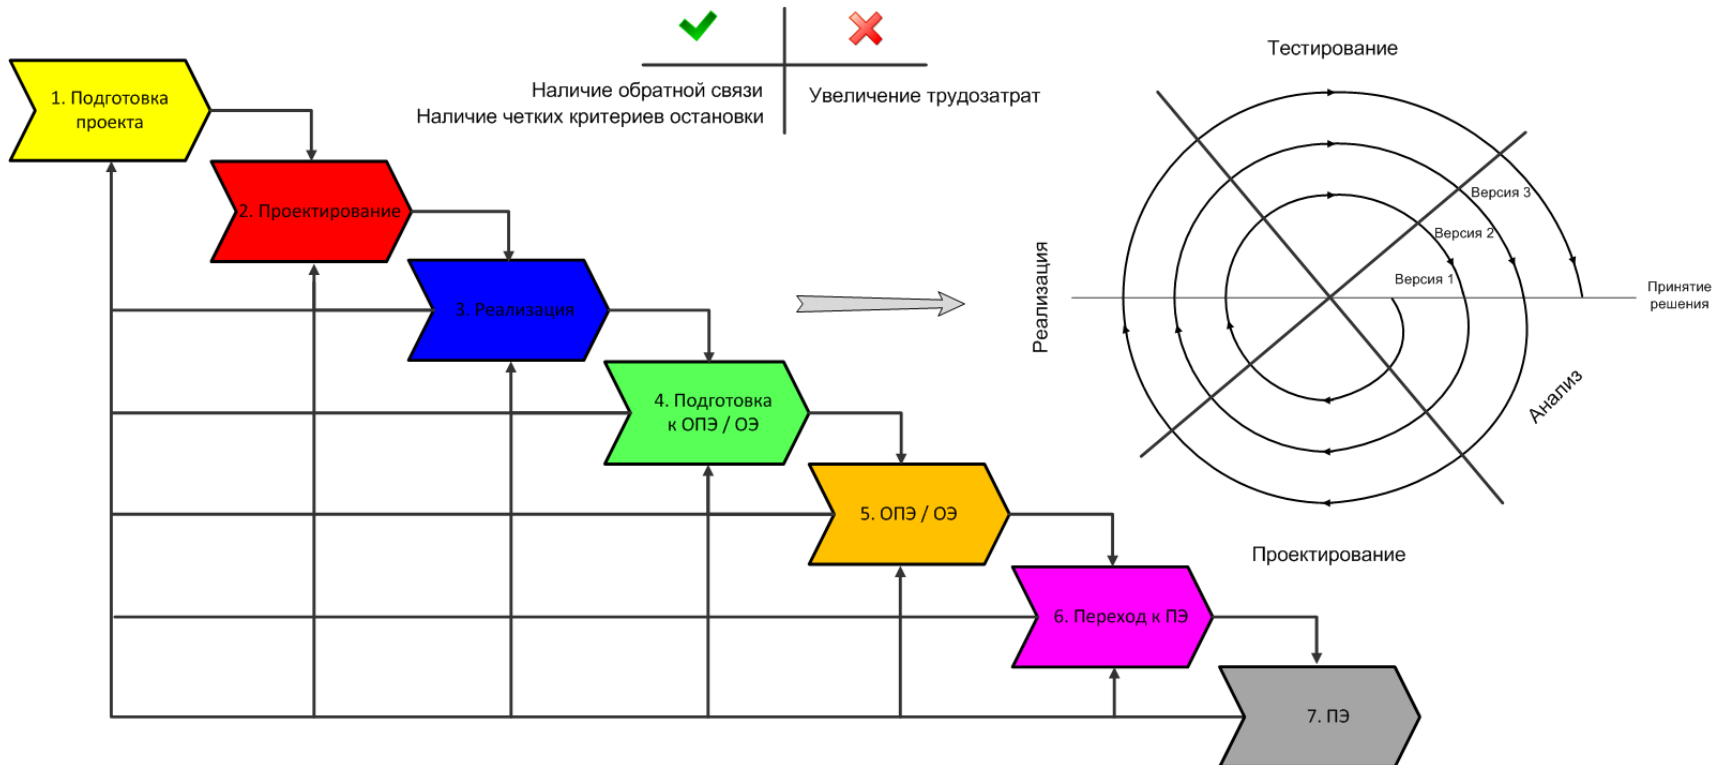 1. Подготовка
проекта
2. Проектирование
3. Реализация
4. Подготовка
к ОПЭ / ОЭ
5. ОПЭ / ОЭ
6. Переход к ПЭ
7. ПЭ
Наличие обратной связи
Наличие четких критериев остановки
Увеличение трудозатрат
Тестирование
Версия 3
Версия 2
Версия 1
Реализация
Принятие
решения
Анализ
Проектирование